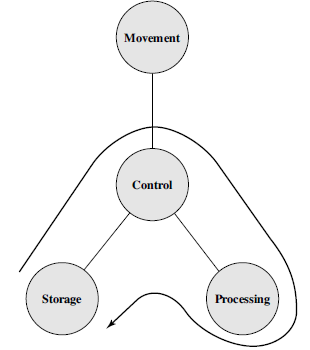 Movement
Control
Storage
Processing